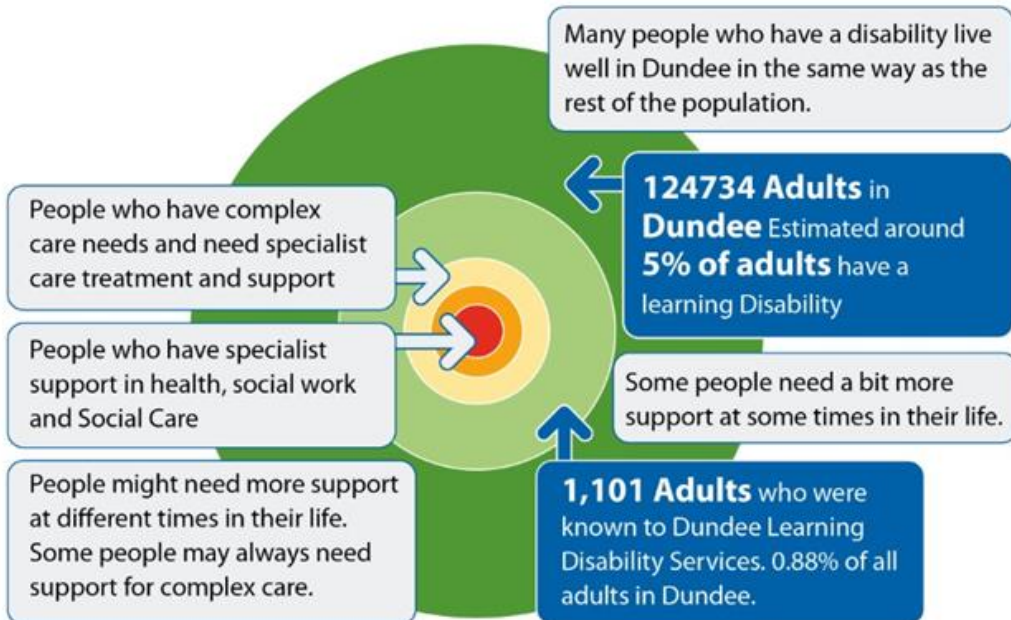 Many people who have a disability live
well in Dundee in the same way as the
rest of the population.
124734 Adults in
Dundee Estimated around
5% of adults have a
learning Disability
People who have complex
care needs and need specialist
care treatment and support
People who have specialist
support in health, social work
and Social Care
Some people need a bit more
support at some times in their life.
People might need more support
at different times in their life.
Some people may always need
support for complex care.
1,101 Adults who were
known to Dundee Learning
Disability Services. 0.88% of all
adults in Dundee.